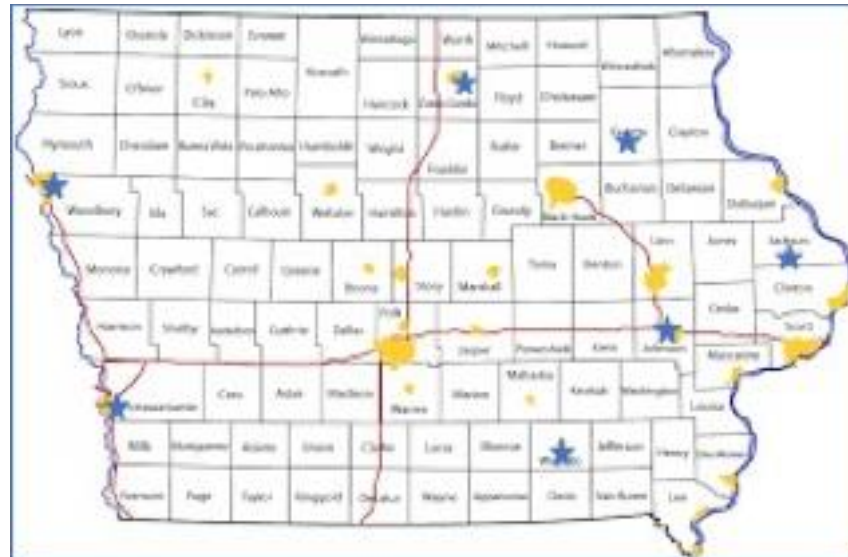 Lyon Osceola Dickinson Emmet Winnebago Worth Mitchell Howard Winneshiek Allamakee
Kossuth
Sioux O'Brien Clay Palo Alto Hancock Cerro Gordo Floyd Chickasaw
Plymouth Cherokee Buena Vista Pocahontas Humboldt Wright Franklin Butler Bremer Fayette Clayton
Woodbury Ida Sac Calhoun Webster Hamilton Hardin Grundy Black Hawk Buchanan Delaware Dubuque
Monona Crawford Carroll Greene Boone Story Marshall Tama Benton Linn Jones Jackson
Clinton
Harrison Shelby Audubon Guthrie Dallas Polk Jasper Poweshiek Iowa Johnson Cedar Scott
Muscatine
Pottawattamie Cass Adair Madison Warren Marion Mahaska Keokuk Washington Louisa
Mills Montgomery Adams Union Clarke Lucas Monroe Wapello Jefferson Henry Des Moines
Fremont Page Taylor Ringgold Decatur Wayne Appanoose Davis Van Buren Lee